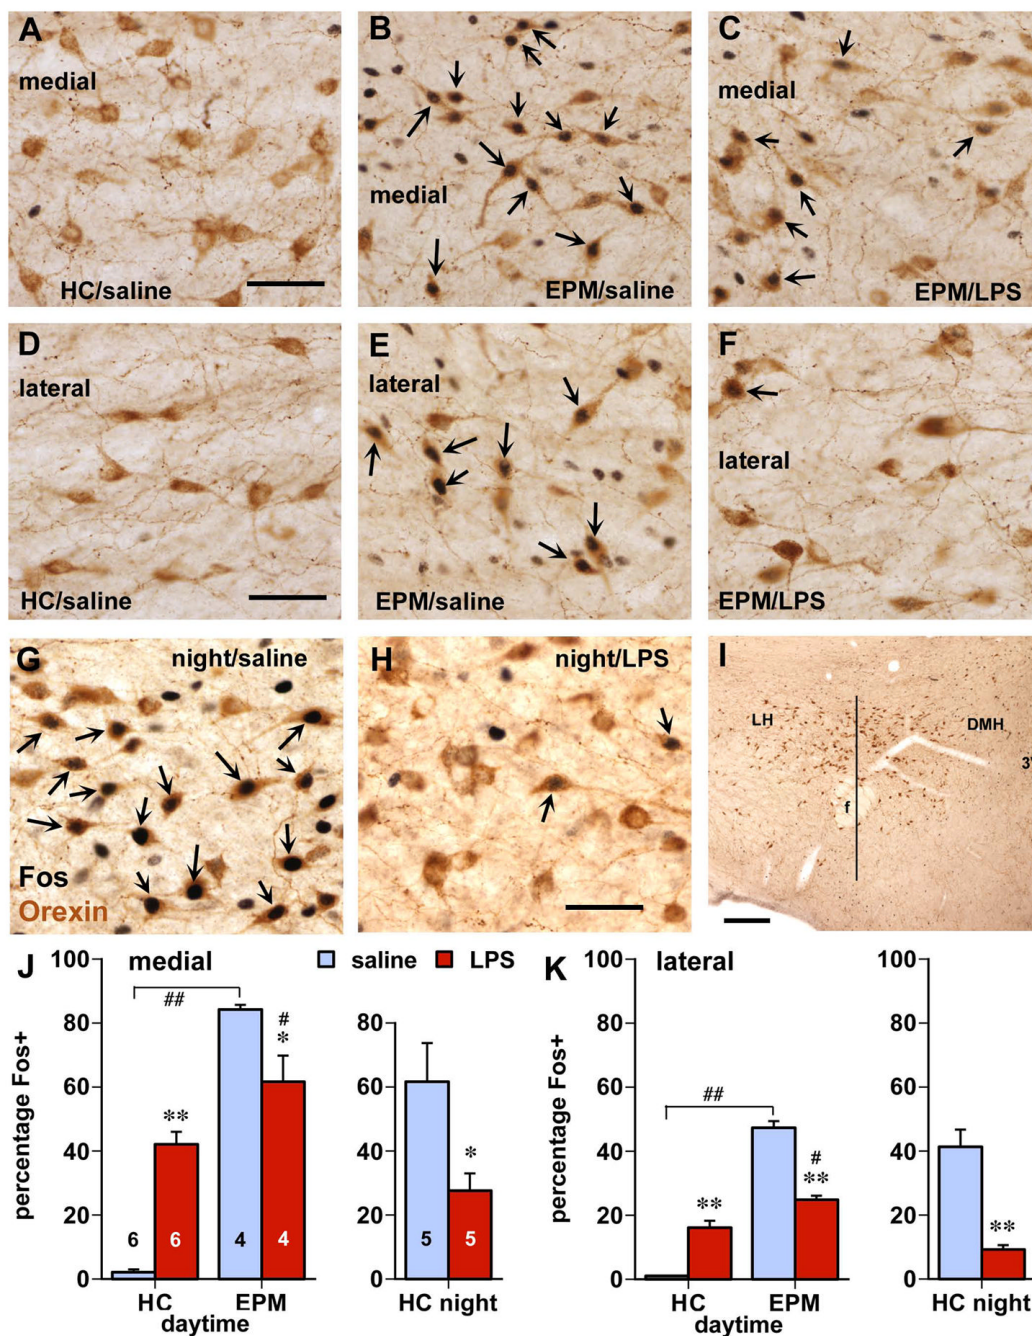 A
medial
HC/saline
B
medial
EPM/saline
C
medial
EPM/LPS
D
lateral
HC/saline
E
lateral
EPM/saline
F
lateral
EPM/LPS
G
night/saline
Fos
Orexin
H
night/LPS
I
LH
DMH
3V
f
J
medial
saline
LPS
percentage Fos+
100
80
60
40
20
0
##
#
*
**
6
6
4
4
HC
EPM
daytime
80
60
40
20
0
*
5
5
HC night
K
lateral
percentage Fos+
100
80
60
40
20
0
##
#
**
**
HC
EPM
daytime
100
80
60
40
20
0
**
HC night